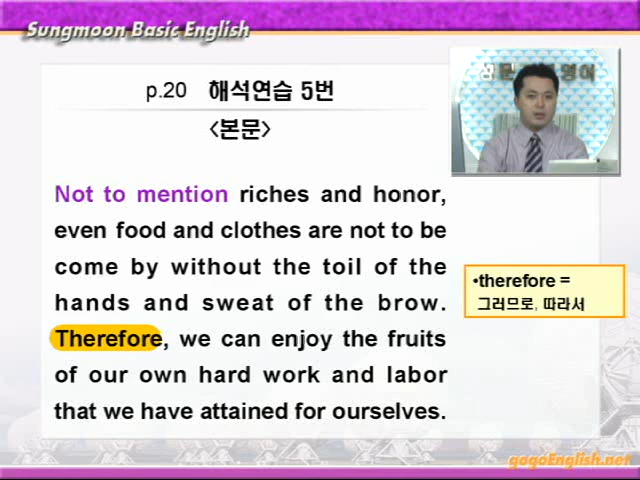 Sungmoon Basic English
p.20 해석연습 5번
<본문>
Not to mention riches and honor,
even food and clothes are not to be
come by without the toil of the
hands and sweat of the brow.
Therefore, we can enjoy the fruits
of our own hard work and labor
that we have attained for ourselves.
•therefore =
그러므로, 따라서
gogoEnglish.net